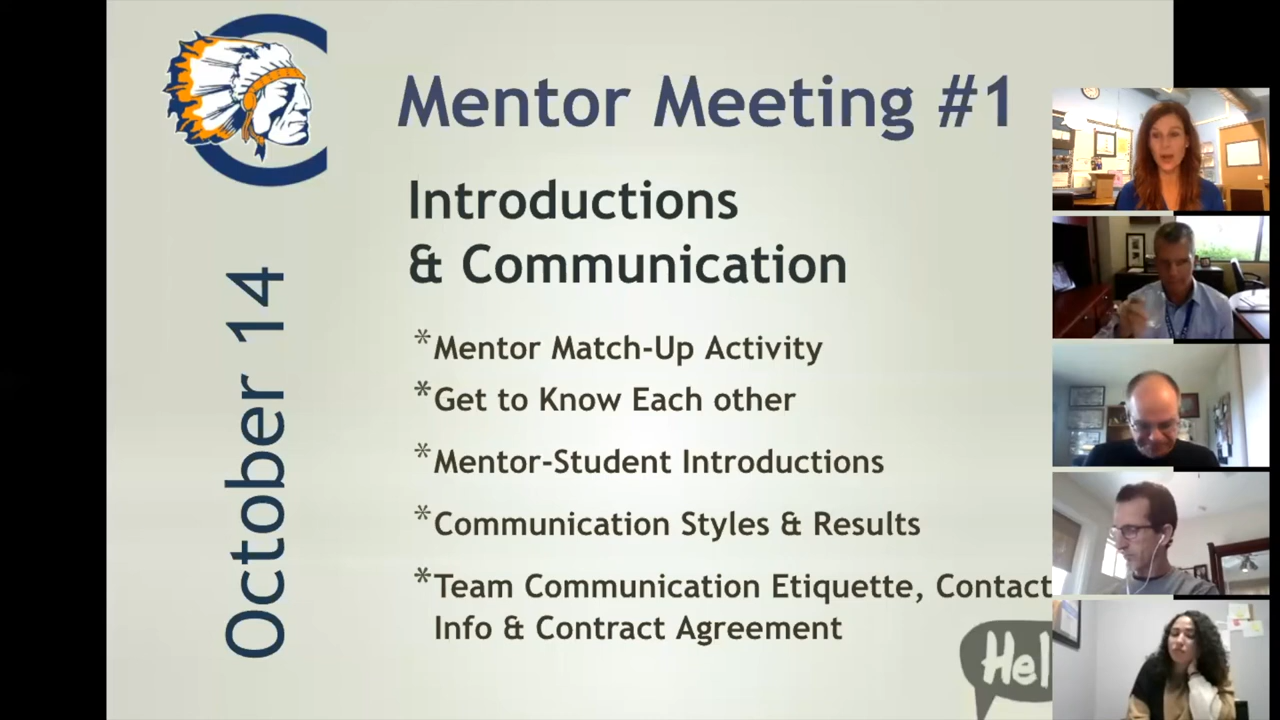 Mentor Meeting #1
Introductions
& Communication
October 14
*Mentor Match-Up Activity
*Get to Know Each other
*Mentor-Student Introductions
*Communication Styles & Results
*Team Communication Etiquette, Contact
Info & Contract Agreement
Hel